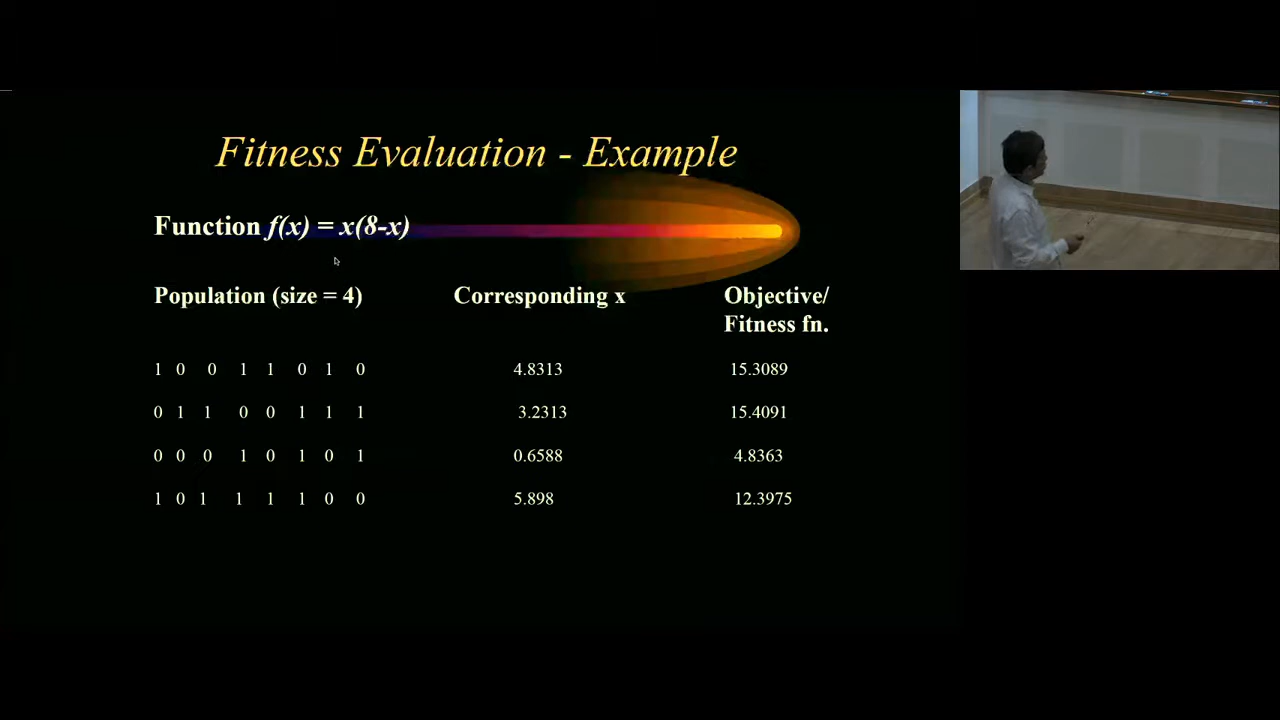 Fitness Evaluation - Example
Function f(x) = x(8-x)
Population (size = 4) Corresponding x Objective/
Fitness fn.
1 0 0 1 1 0 1 0 4.8313 15.3089
0 1 1 0 0 1 1 1 3.2313 15.4091
0 0 0 1 0 1 0 1 0.6588 4.8363
1 0 1 1 1 1 0 0 5.898 12.3975